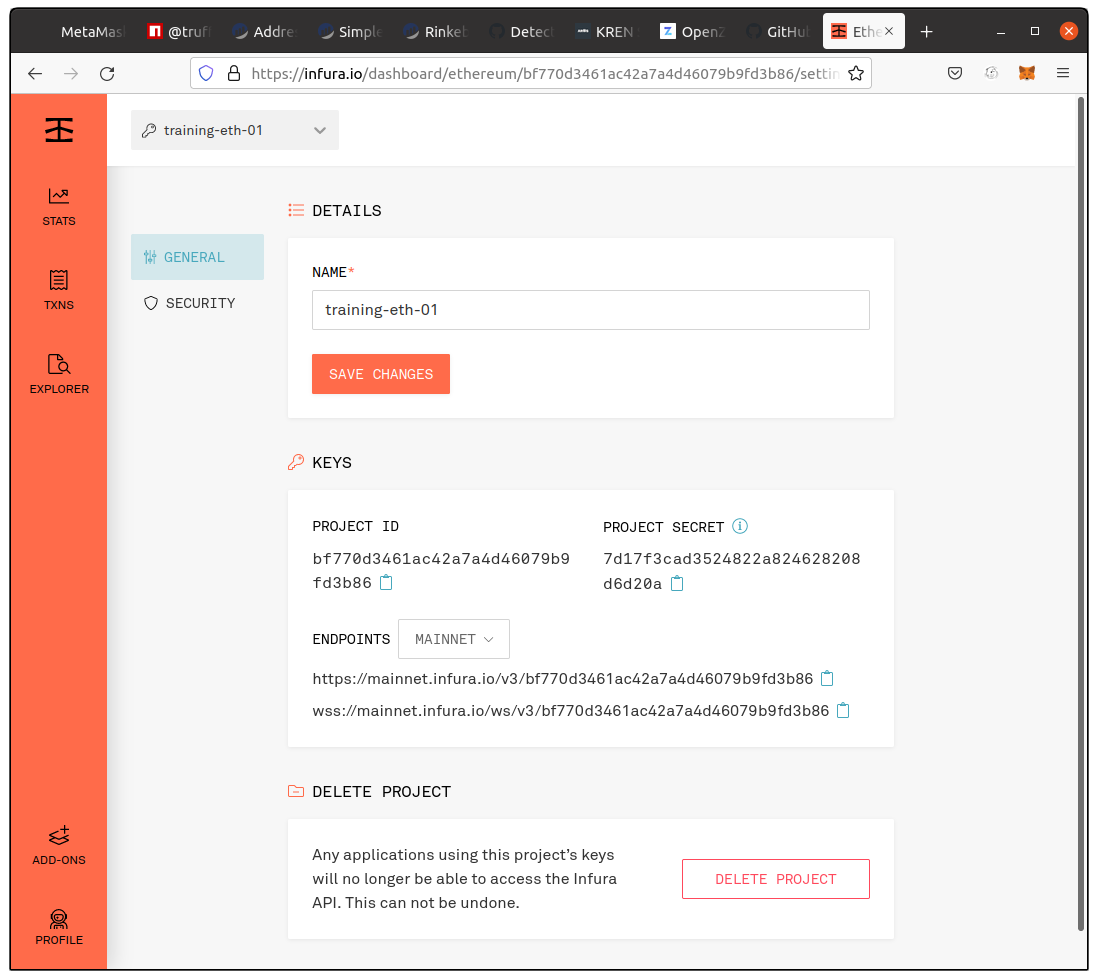 MetaMas
@truf
Addre
Simple
Rinkeb
Detect
KREN
OpenZ
GitHub
Ethe
https://infura.io/dashboard/ethereum/bf770d3461ac42a7a4d46079b9fd3b86/settin
training-eth-01
STATS
TXNS
EXPLORER
ADD-ONS
PROFILE
GENERAL
SECURITY
DETAILS
NAME*
training-eth-01
SAVE CHANGES
KEYS
PROJECT ID
bf770d3461ac42a7a4d46079b9
fd3b86
PROJECT SECRET
7d17f3cad3524822a824628208
d6d20a
ENDPOINTS MAINNET
https://mainnet.infura.io/v3/bf770d3461ac42a7a4d46079b9fd3b86
wss://mainnet.infura.io/ws/v3/bf770d3461ac42a7a4d46079b9fd3b86
DELETE PROJECT
Any applications using this project's keys
will no longer be able to access the Infura
API. This can not be undone.
DELETE PROJECT